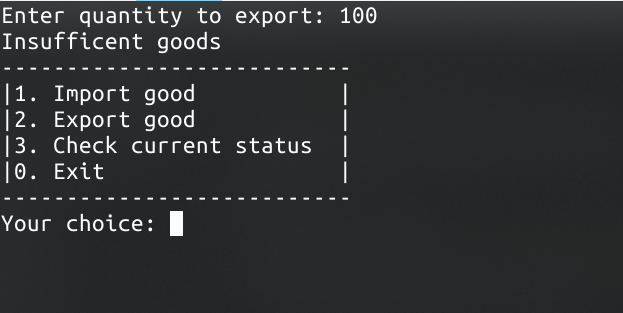 Enter quantity to export: 100
Insufficent goods
---------------------------
|1. Import good           |
|2. Export good           |
|3. Check current status  |
|0. Exit                  |
---------------------------
Your choice: